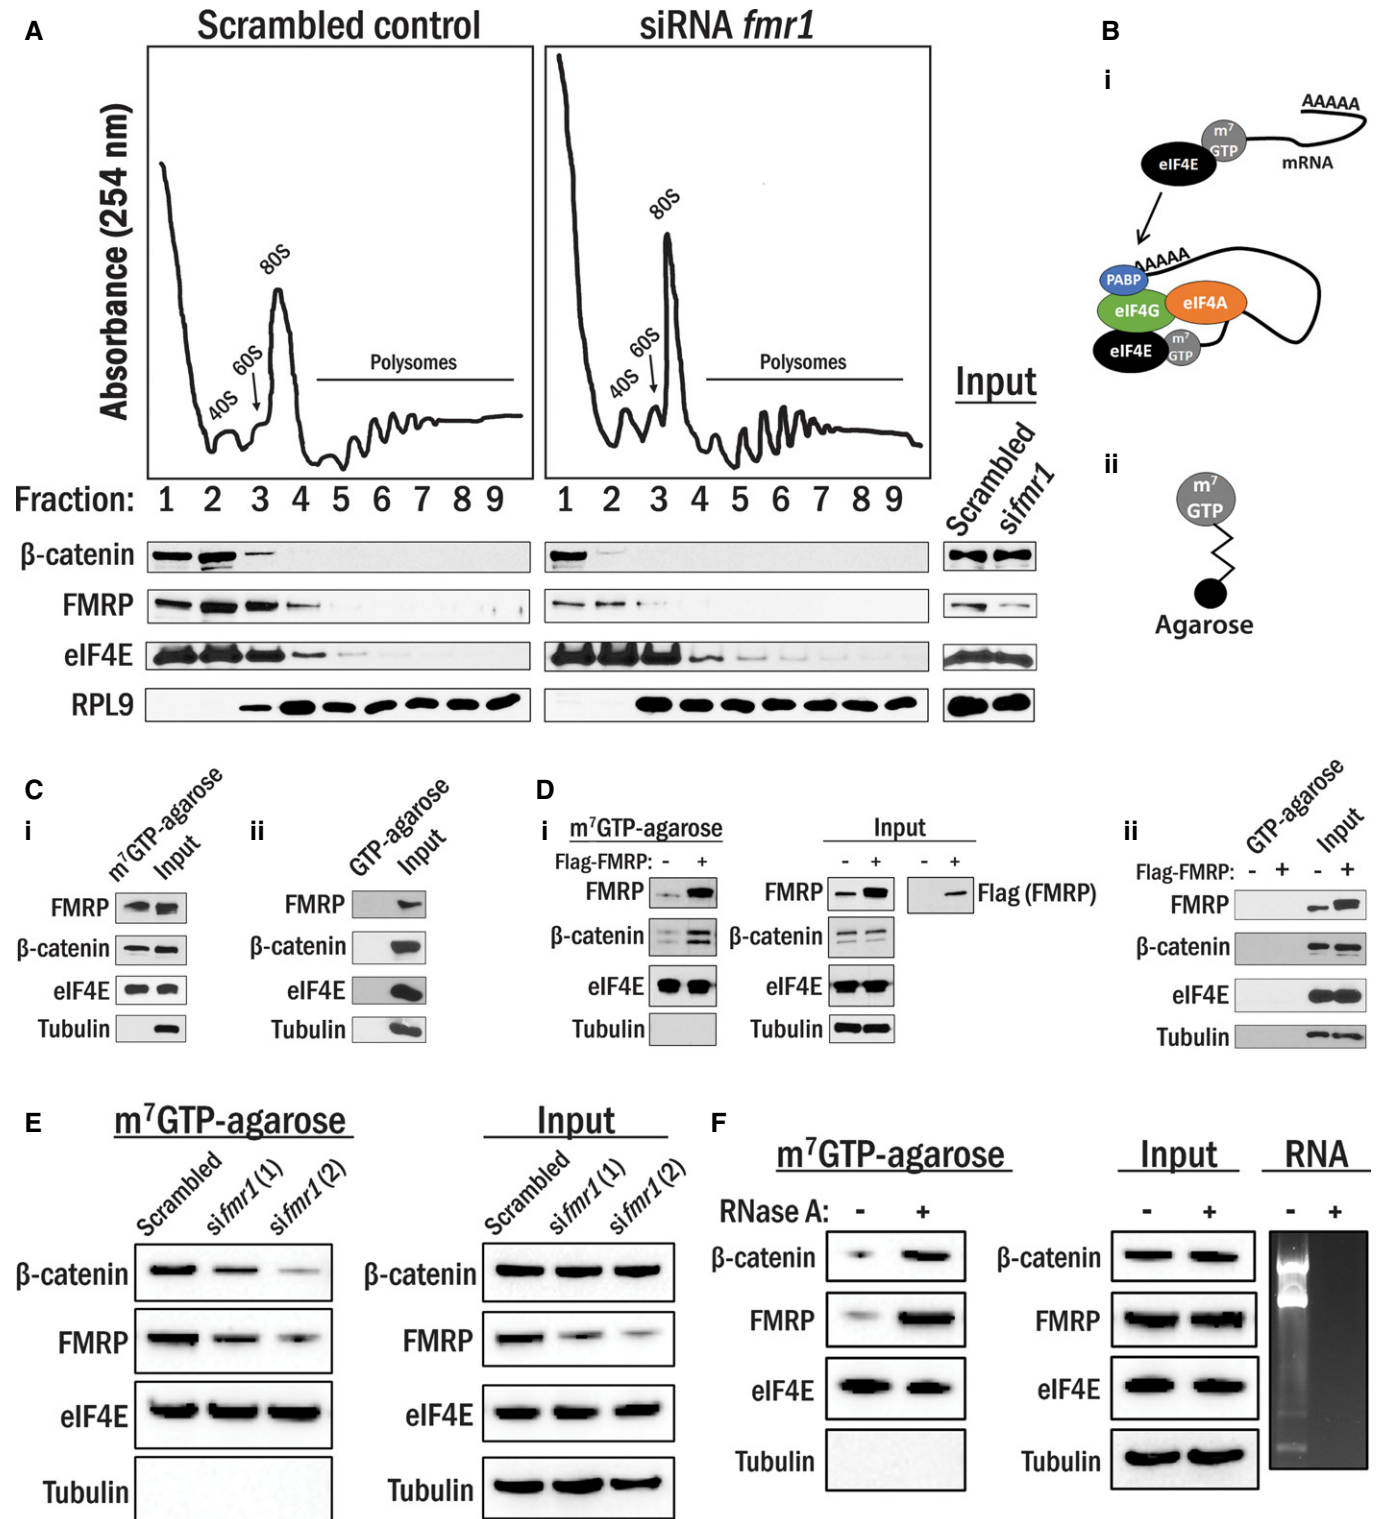 A
Scrambled control
siRNA fmr1
Absorbance (254 nm)
40S
60S
80S
Polysomes
40S
60S
80S
Polysomes
Input
Scrambled
sifmr1
Fraction: 1 2 3 4 5 6 7 8 9 1 2 3 4 5 6 7 8 9
β-catenin
FMRP
eIF4E
RPL9
B
i
AAAAA
m7 GTP
eIF4E
mRNA
AAAAA
PABP
eIF4G
eIF4A
eIF4E
m7 GTP
ii
m7 GTP
Agarose
C
i
m7GTP-agarose
Input
FMRP
β-catenin
eIF4E
Tubulin
ii
GTP-agarose
Input
FMRP
β-catenin
eIF4E
Tubulin
D
i
m7GTP-agarose
Input
Flag-FMRP: - + - + - +
FMRP
β-catenin
eIF4E
Tubulin
FMRP
β-catenin
eIF4E
Tubulin
Flag (FMRP)
ii
GTP-agarose
Input
Flag-FMRP: - + - +
FMRP
β-catenin
eIF4E
Tubulin
E
m7GTP-agarose
Scrambled
sifmr1(1)
sifmr1(2)
β-catenin
FMRP
eIF4E
Tubulin
Input
Scrambled
sifmr1(1)
sifmr1(2)
β-catenin
FMRP
eIF4E
Tubulin
F
m7GTP-agarose
Input
RNA
RNase A: - + - + - +
β-catenin
FMRP
eIF4E
Tubulin
β-catenin
FMRP
eIF4E
Tubulin